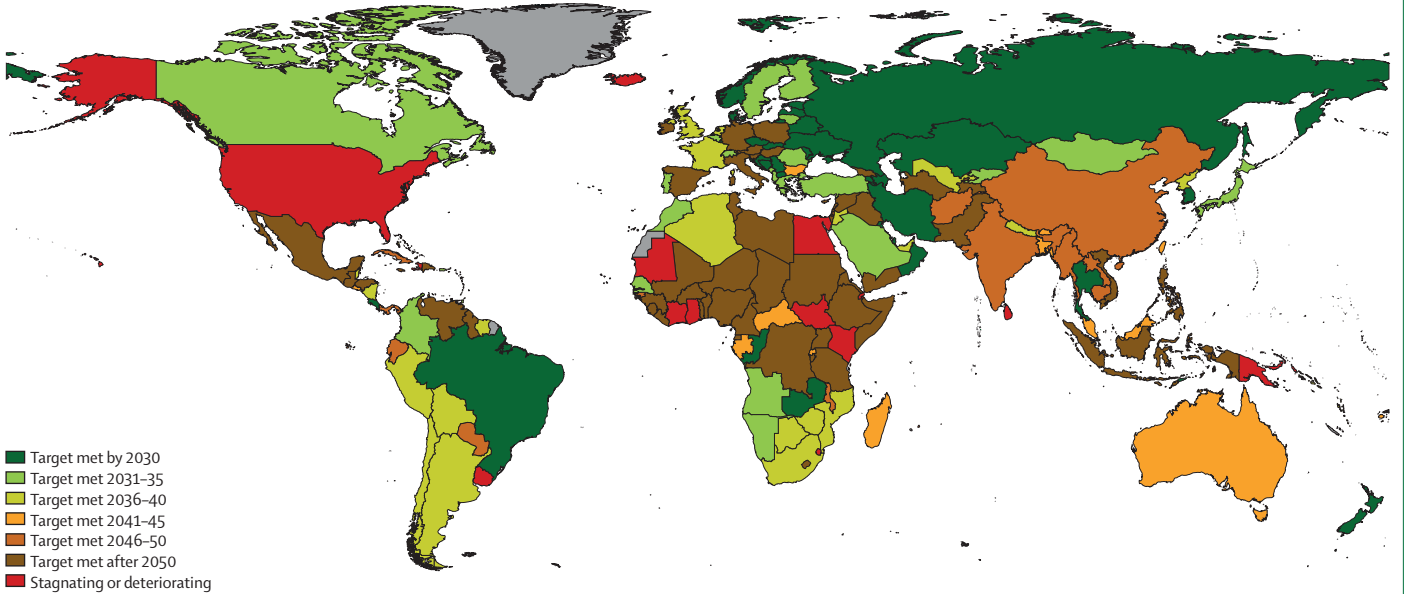 Target met by 2030
Target met 2031–35
Target met 2036–40
Target met 2041–45
Target met 2046–50
Target met after 2050
Stagnating or deteriorating